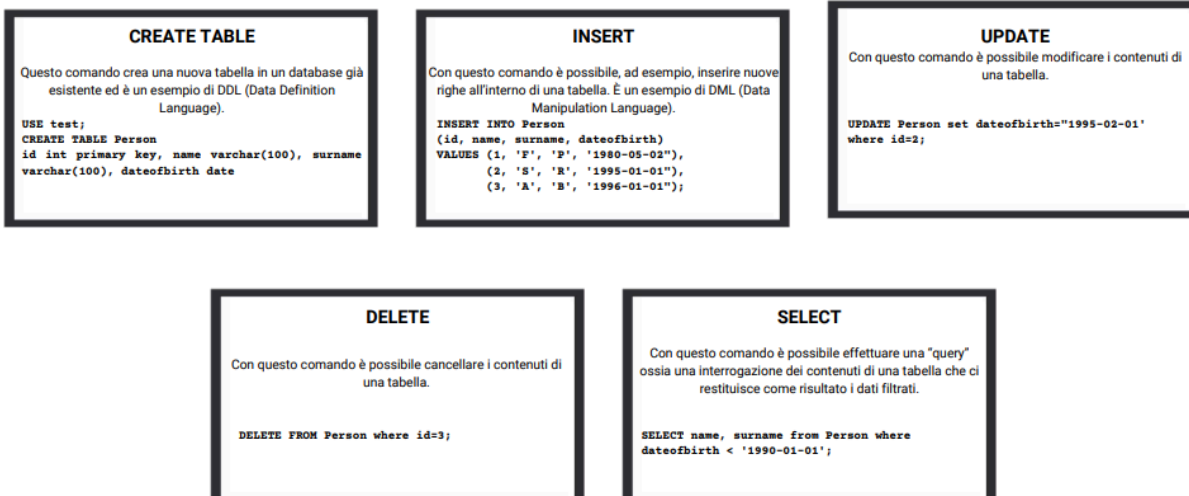 CREATE TABLE
Questo comando crea una nuova tabella in un database già
esistente ed è un esempio di DDL (Data Definition
Language).
USE test;
CREATE TABLE Person
id int primary key, name varchar(100), surname
varchar(100), dateofbirth date
INSERT
Con questo comando è possibile, ad esempio, inserire nuove
righe all'interno di una tabella. È un esempio di DML (Data
Manipulation Language).
INSERT INTO Person
(id, name, surname, dateofbirth)
VALUES (1, 'F', 'P', '1980-05-02"),
(2, 'S', 'R', '1995-01-01"),
(3, 'A', 'B', '1996-01-01");
UPDATE
Con questo comando è possibile modificare i contenuti di
una tabella.
UPDATE Person set dateofbirth="1995-02-01'
where id=2;
DELETE
Con questo comando è possibile cancellare i contenuti di
una tabella.
DELETE FROM Person where id=3;
SELECT
Con questo comando è possibile effettuare una "query"
ossia una interrogazione dei contenuti di una tabella che ci
restituisce come risultato i dati filtrati.
SELECT name, surname from Person where
dateofbirth < '1990-01-01';